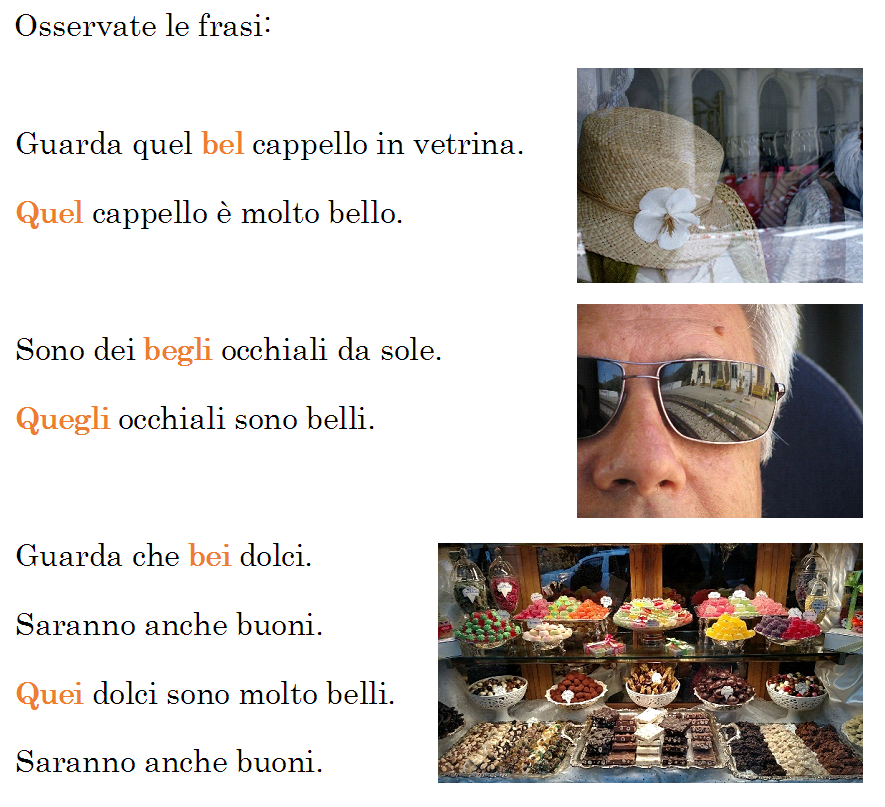 Osservate le frasi:
Guarda quel bel cappello in vetrina.
Quel cappello è molto bello.
Sono dei begli occhiali da sole.
Quegli occhiali sono belli.
Guarda che bei dolci.
Saranno anche buoni.
Quei dolci sono molto belli.
Saranno anche buoni.